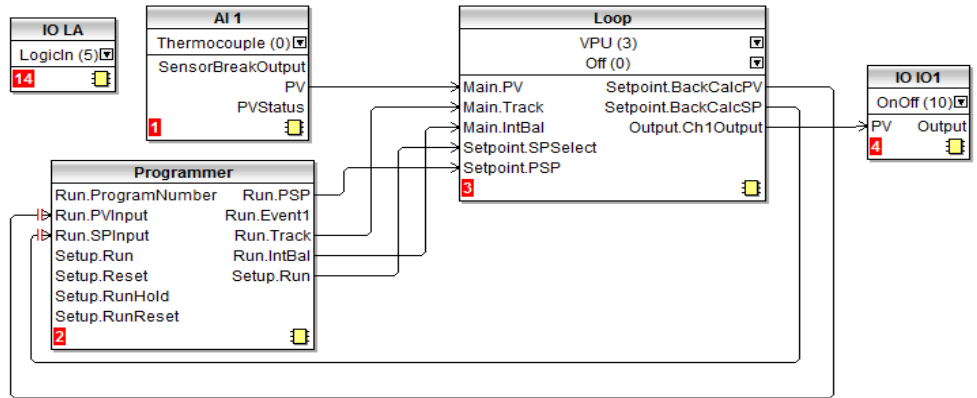 IO LA
LogicIn (5)
14
AI 1
Thermocouple (0)
SensorBreakOutput
PV
PVStatus
1
Loop
VPU (3)
Off (0)
Main.PV Setpoint.BackCalcPV
Main.Track Setpoint.BackCalcSP
Main.IntBal Output.Ch1Output
Setpoint.SPSelect
Setpoint.PSP
3
IO IO1
OnOff (10)
PV Output
4
Programmer
Run.ProgramNumber Run.PSP
Run.PVInput Run.Event1
Run.SPInput Run.Track
Setup.Run Run.IntBal
Setup.Reset Setup.Run
Setup.RunHold
Setup.RunReset
2